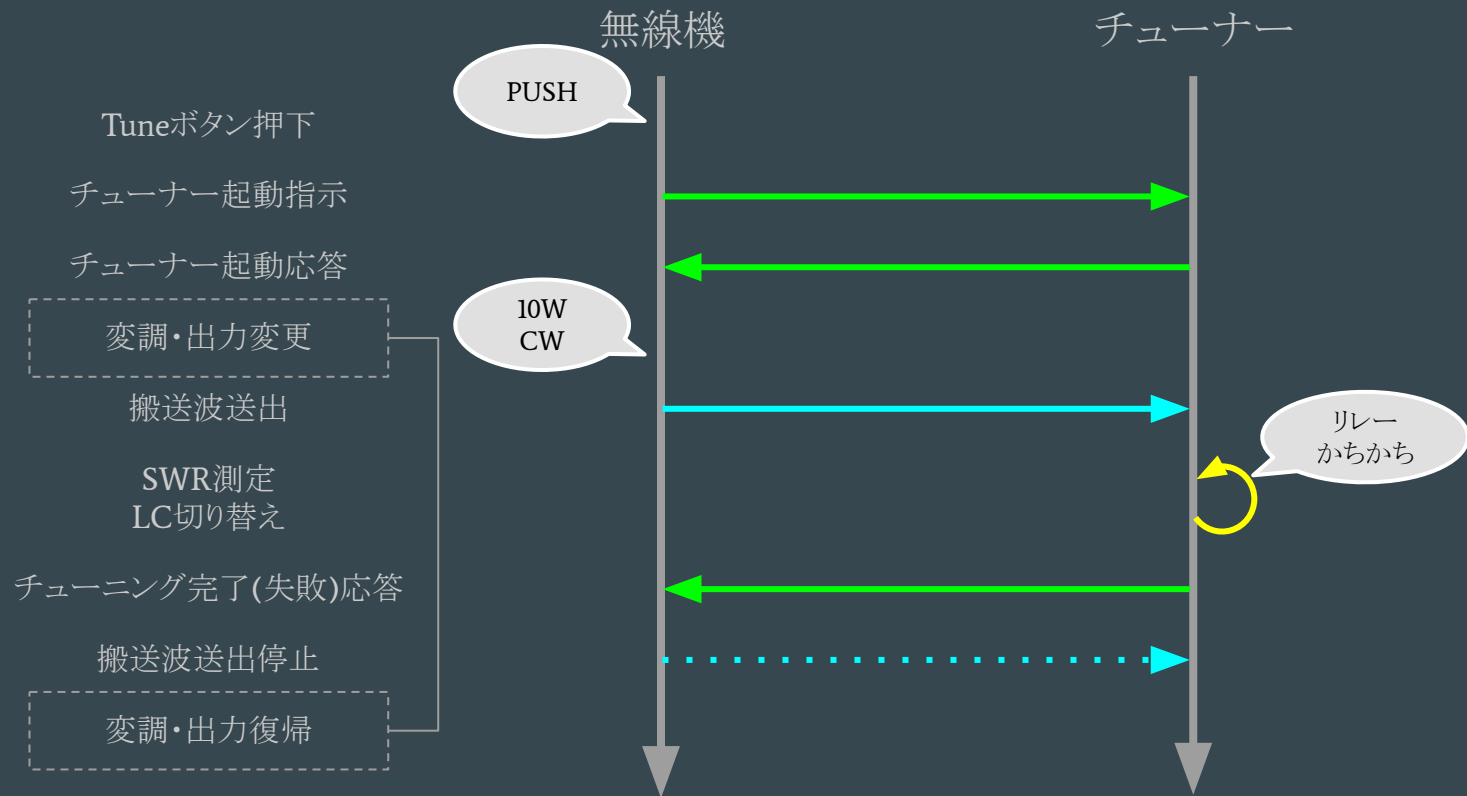 無線機
チューナー
PUSH
Tuneボタン押下
チューナー起動指示
チューナー起動応答
10W
CW
変調・出力変更
搬送波送出
リレー
かちかち
SWR測定
LC切り替え
チューニング完了(失敗)応答
搬送波送出停止
変調・出力復帰